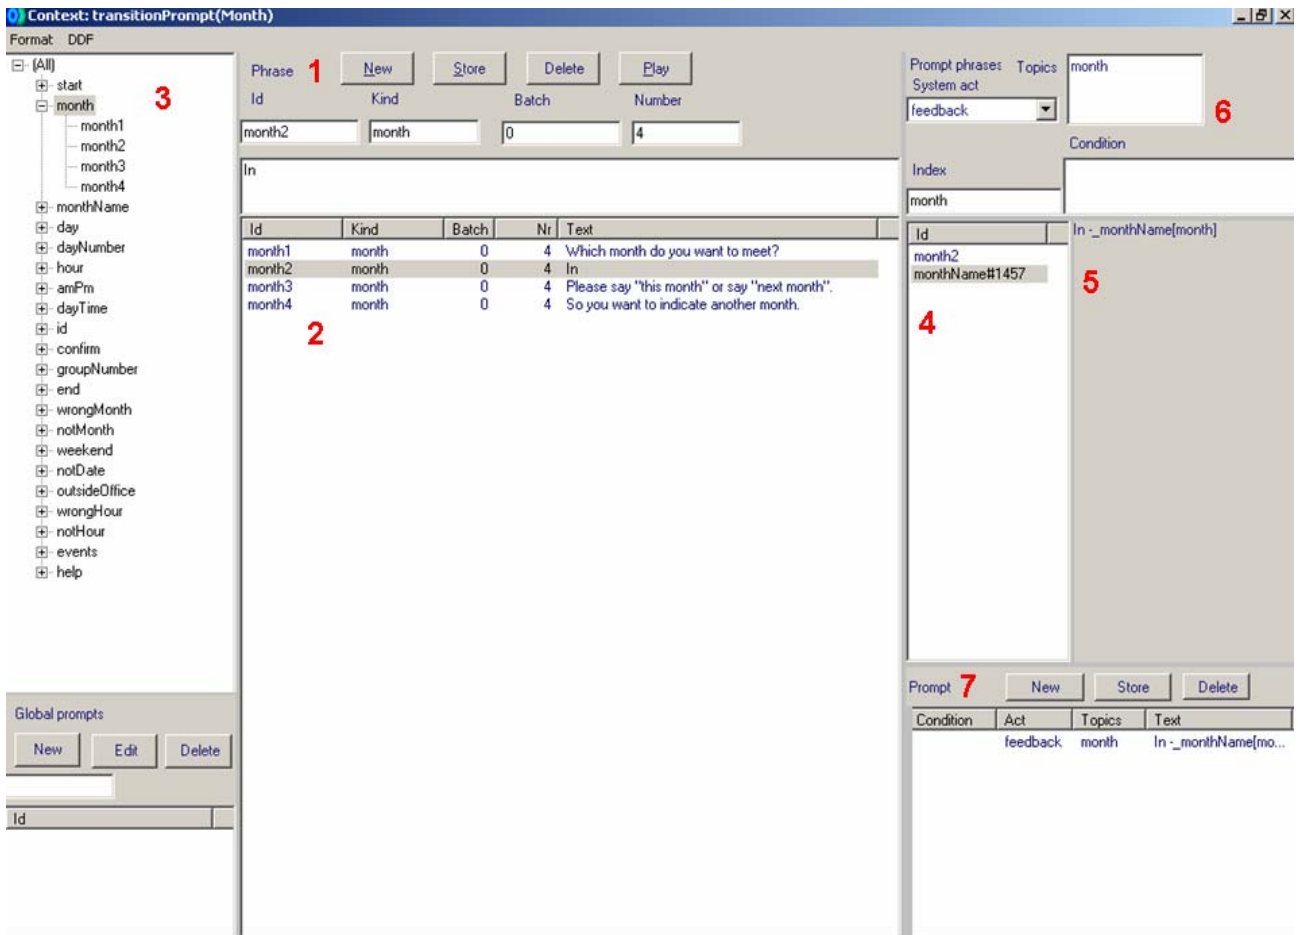 Context: transitionPrompt(Month)
Format DDF
(All)
start
month
month1
month2
month3
month4
monthName
day
dayNumber
hour
amPm
dayTime
id
confirm
groupNumber
end
wrongMonth
notMonth
weekend
notDate
outsideOffice
wrongHour
notHour
events
help
3
Global prompts
New Edit Delete
Id
Phrase 1 New Store Delete Play
Id Kind Batch Number
month2 month 0 4
In
Id Kind Batch Nr Text
month1 month 0 4 Which month do you want to meet?
month2 month 0 4 In
month3 month 0 4 Please say "this month" or say "next month".
month4 month 0 4 So you want to indicate another month.
2
Prompt phrases Topics month
System act
feedback
6
Condition
Index
month
Id
month2
monthName#1457
4
In -_monthName[month]
5
Prompt 7 New Store Delete
Condition Act Topics Text
feedback month In -_monthName[mo...